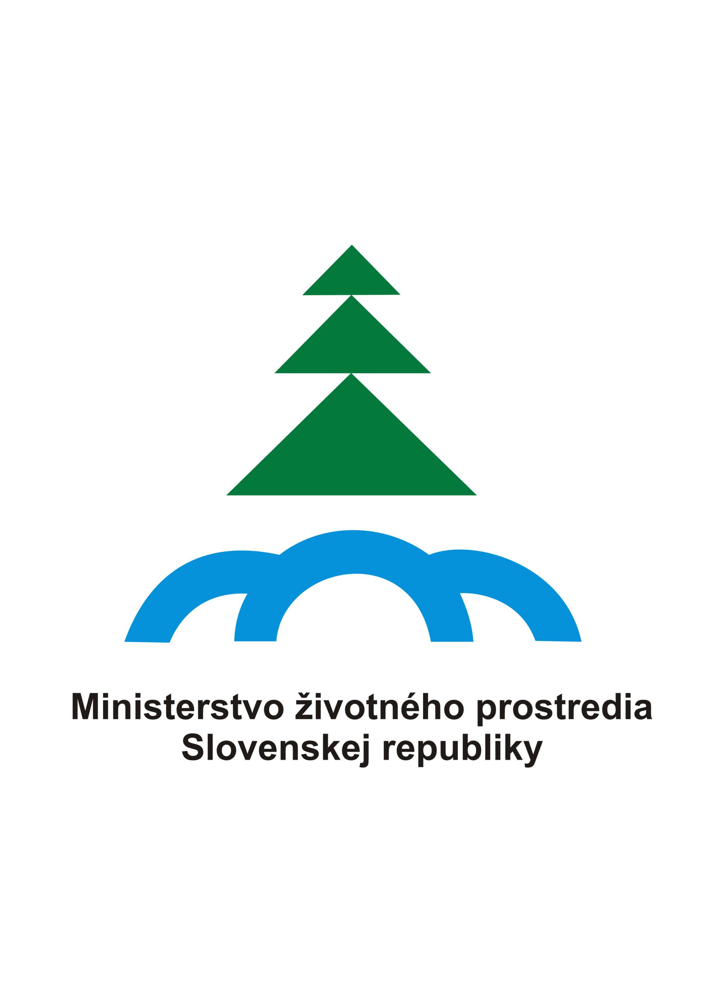 Ministerstvo životného prostredia
Slovenskej republiky